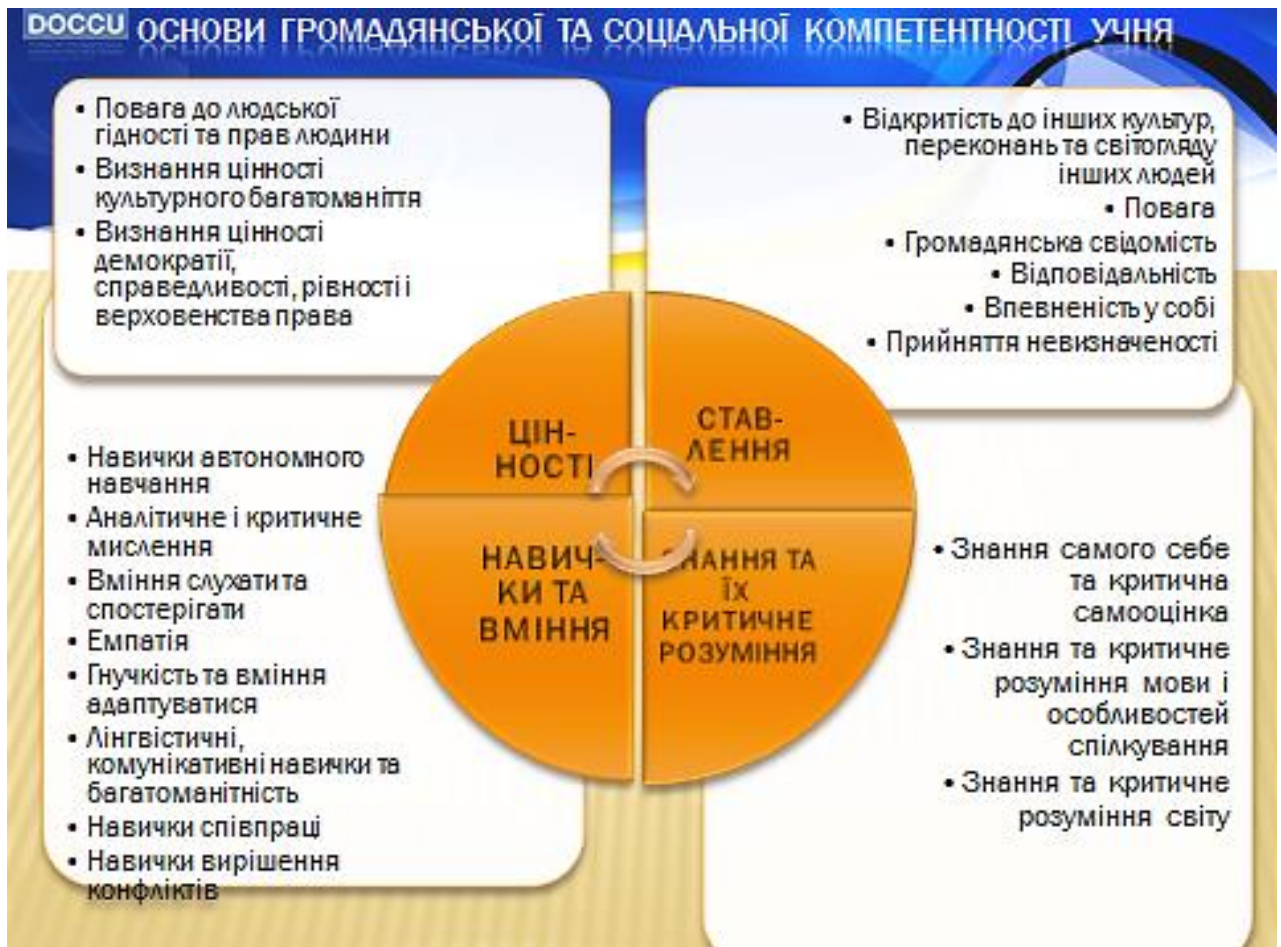 DOCCU
ОСНОВИ ГРОМАДЯНСЬКОЇ ТА СОЦІАЛЬНОЇ КОМПЕТЕНТНОСТІ УЧНЯ
• Повага до людської
гідності та прав людини
• Визнання цінності
культурного багатоманіття
• Визнання цінності
демократії,
справедливості, рівності і
верховенства права
• Відкритість до інших культур,
переконань та світогляду
інших людей
• Повага
• Громадянська свідомість
• Відповідальність
• Впевненість у собі
• Прийняття невизначеності
ЦІН-
НОСТІ
СТАВ-
ЛЕННЯ
НАВИЧ-
КИ ТА
ВМІННЯ
ЗНАННЯ ТА
ЇХ
КРИТИЧНЕ
РОЗУМІННЯ
• Навички автономного
навчання
• Аналітичне і критичне
мислення
• Вміння слухати та
спостерігати
• Емпатія
• Гнучкість та вміння
адаптуватися
• Лінгвістичні,
комунікативні навички та
багатоманітність
• Навички співпраці
• Навички вирішення
конфліктів
• Знання самого себе
та критична
самооцінка
• Знання та критичне
розуміння мови і
особливостей
спілкування
• Знання та критичне
розуміння світу